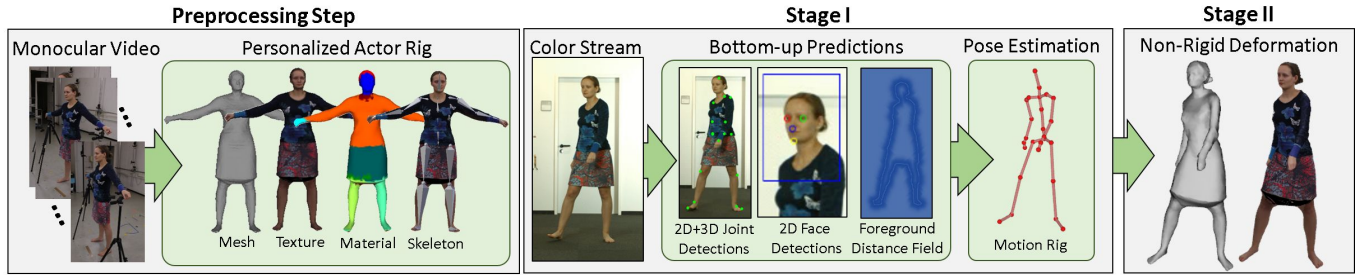 Preprocessing Step
Stage I
Stage II
Monocular Video
Personalized Actor Rig
Mesh
Texture
Material
Skeleton
Color Stream
Bottom-up Predictions
2D+3D Joint
Detections
2D Face
Detections
Foreground
Distance Field
Pose Estimation
Motion Rig
Non-Rigid Deformation